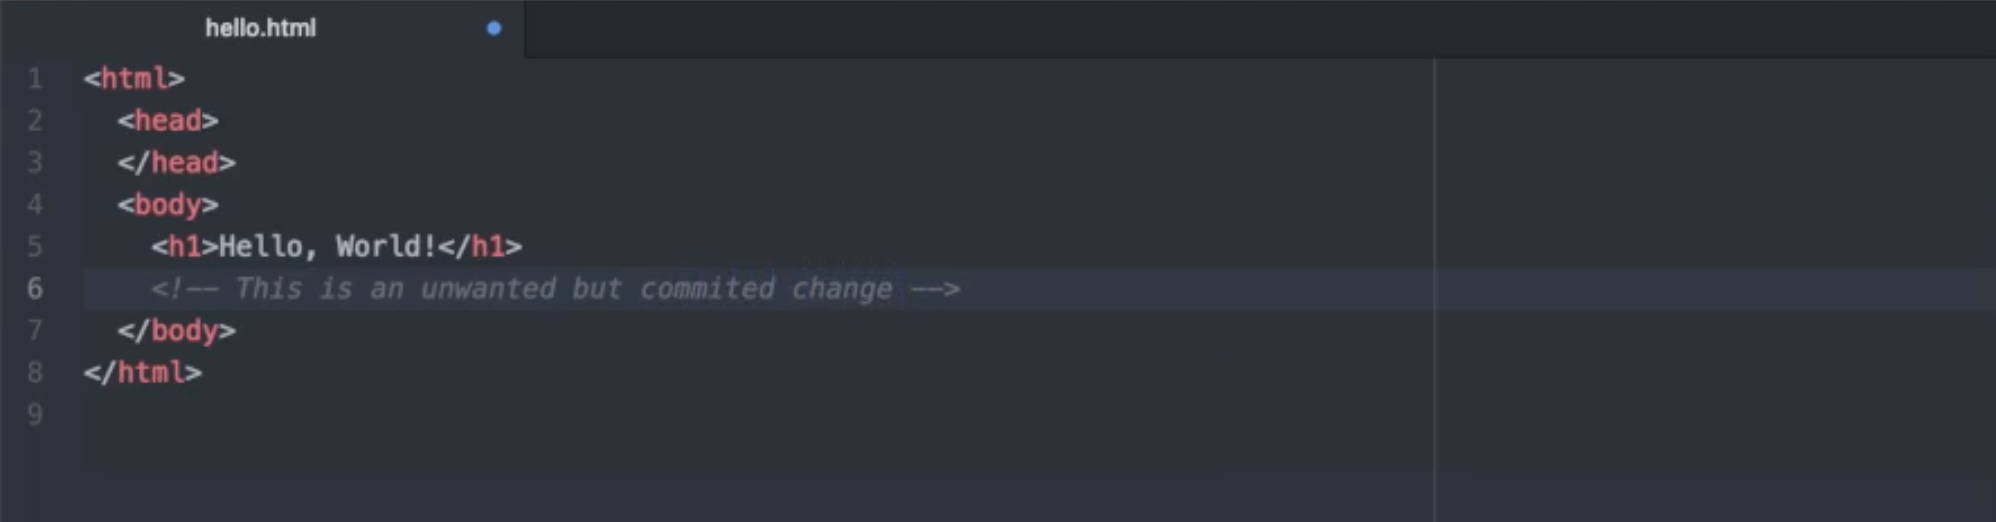 hello.html
1 <html>
2   <head>
3   </head>
4   <body>
5     <h1>Hello, World!</h1>
6     <!-- This is an unwanted but commited change -->
7   </body>
8 </html>
9